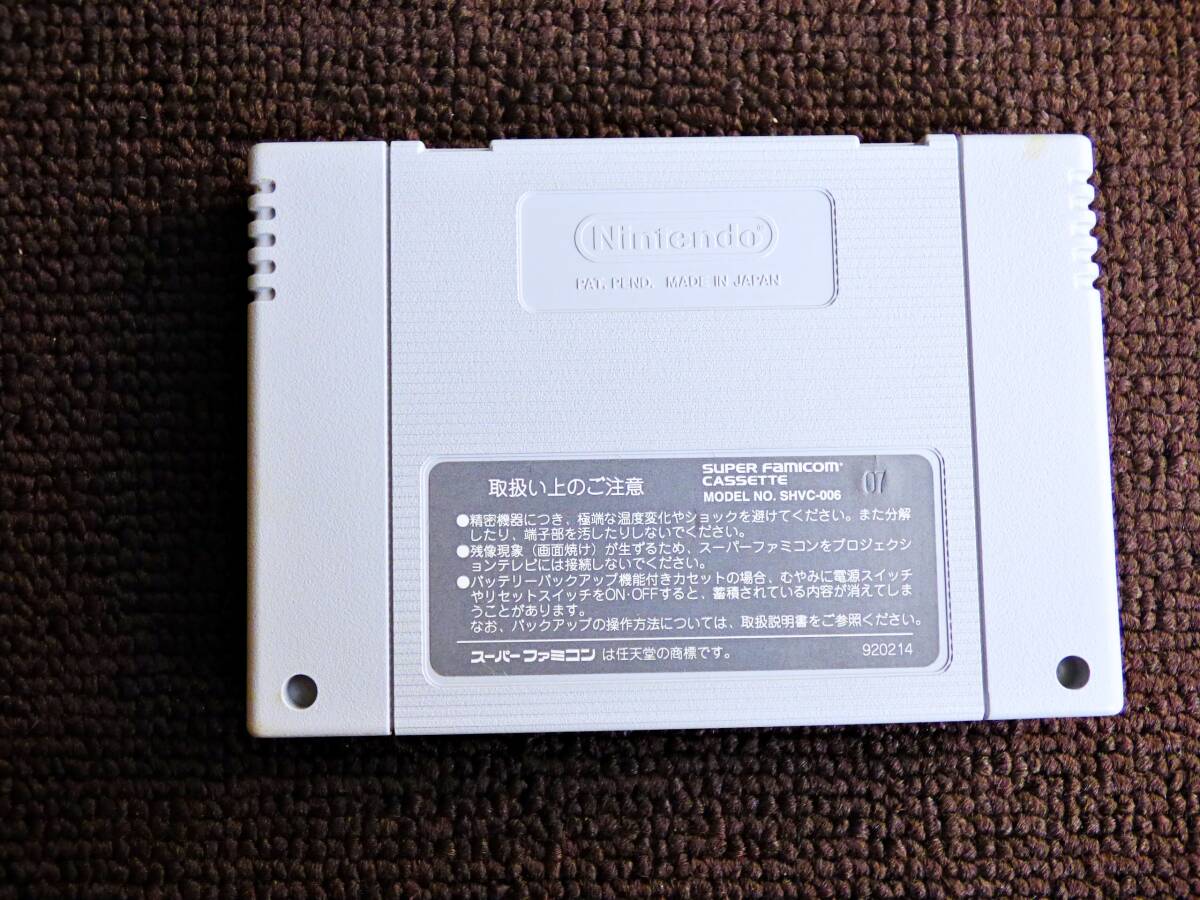 Nintendo®
PAT. PEND. MADE IN JAPAN
取扱い上のご注意
SUPER FAMICOM®
CASSETTE
MODEL NO. SHVC-006
07
●精密機器につき、極端な温度変化やショックを避けてください。また分解
したり、端子部を汚したりしないでください。
●残像現象（画面焼け）が生ずるため、スーパーファミコンをプロジェクシ
ョンテレビには接続しないでください。
●バッテリーバックアップ機能付きカセットの場合、むやみに電源スイッチ
やリセットスイッチをON・OFFすると、蓄積されている内容が消えてしま
うことがあります。
なお、バックアップの操作方法については、取扱説明書をご参照ください。
スーパーファミコン は任天堂の商標です。
920214